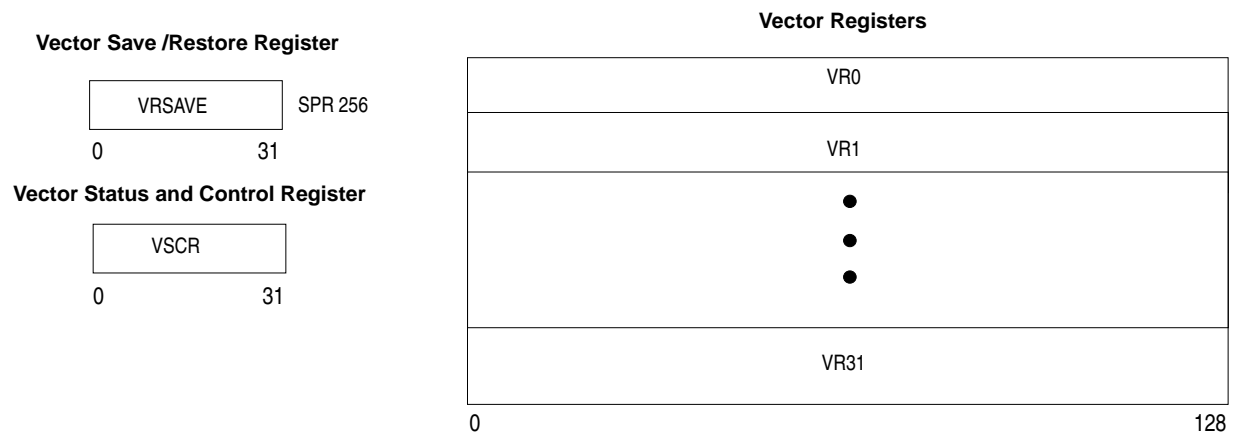 Vector Save /Restore Register
VRSAVE SPR 256
0 31
Vector Status and Control Register
VSCR
0 31
Vector Registers
VR0
VR1
VR31
0 128